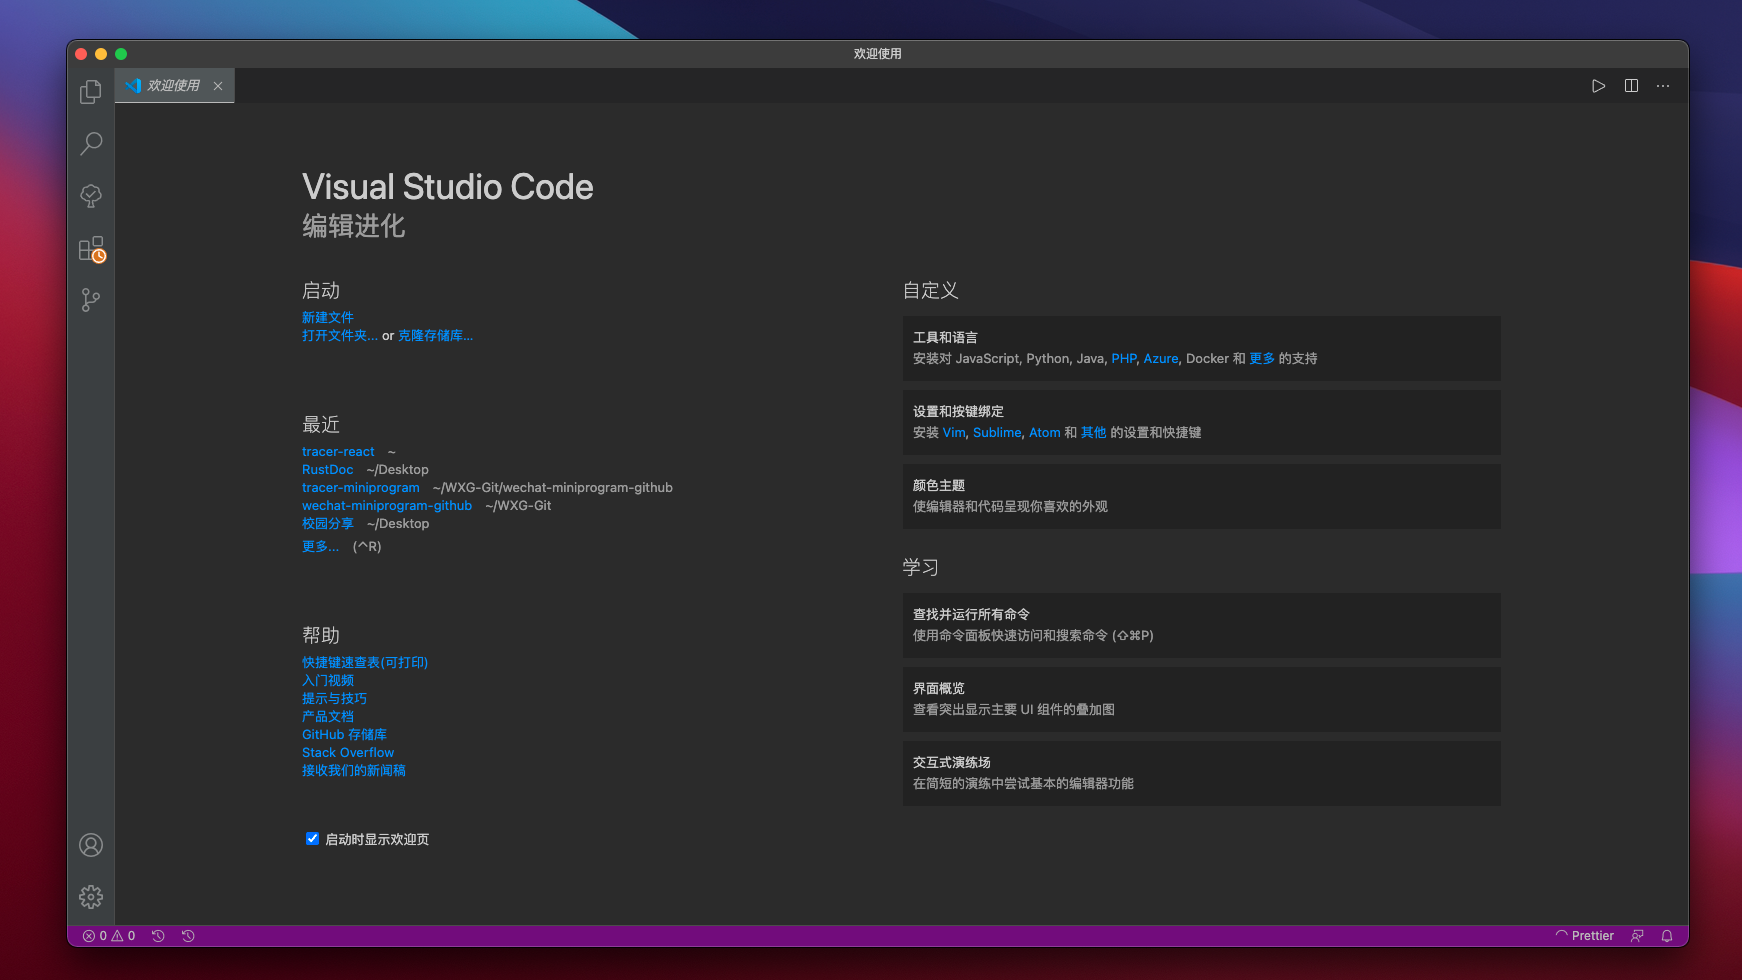 欢迎使用
欢迎使用
Visual Studio Code
编辑进化
启动
新建文件
打开文件夹... or 克隆存储库...
最近
tracer-react ~
RustDoc ~/Desktop
tracer-miniprogram ~/WXG-Git/wechat-miniprogram-github
wechat-miniprogram-github ~/WXG-Git
校园分享 ~/Desktop
更多... (^R)
帮助
快捷键速查表(可打印)
入门视频
提示与技巧
产品文档
GitHub 存储库
Stack Overflow
接收我们的新闻稿
启动时显示欢迎页
自定义
工具和语言
安装对 JavaScript, Python, Java, PHP, Azure, Docker 和 更多 的支持
设置和按键绑定
安装 Vim, Sublime, Atom 和 其他 的设置和快捷键
颜色主题
使编辑器和代码呈现你喜欢的外观
学习
查找并运行所有命令
使用命令面板快速访问和搜索命令 (⇧⌘P)
界面概览
查看突出显示主要 UI 组件的叠加图
交互式演练场
在简短的演练中尝试基本的编辑器功能
0 0
Prettier